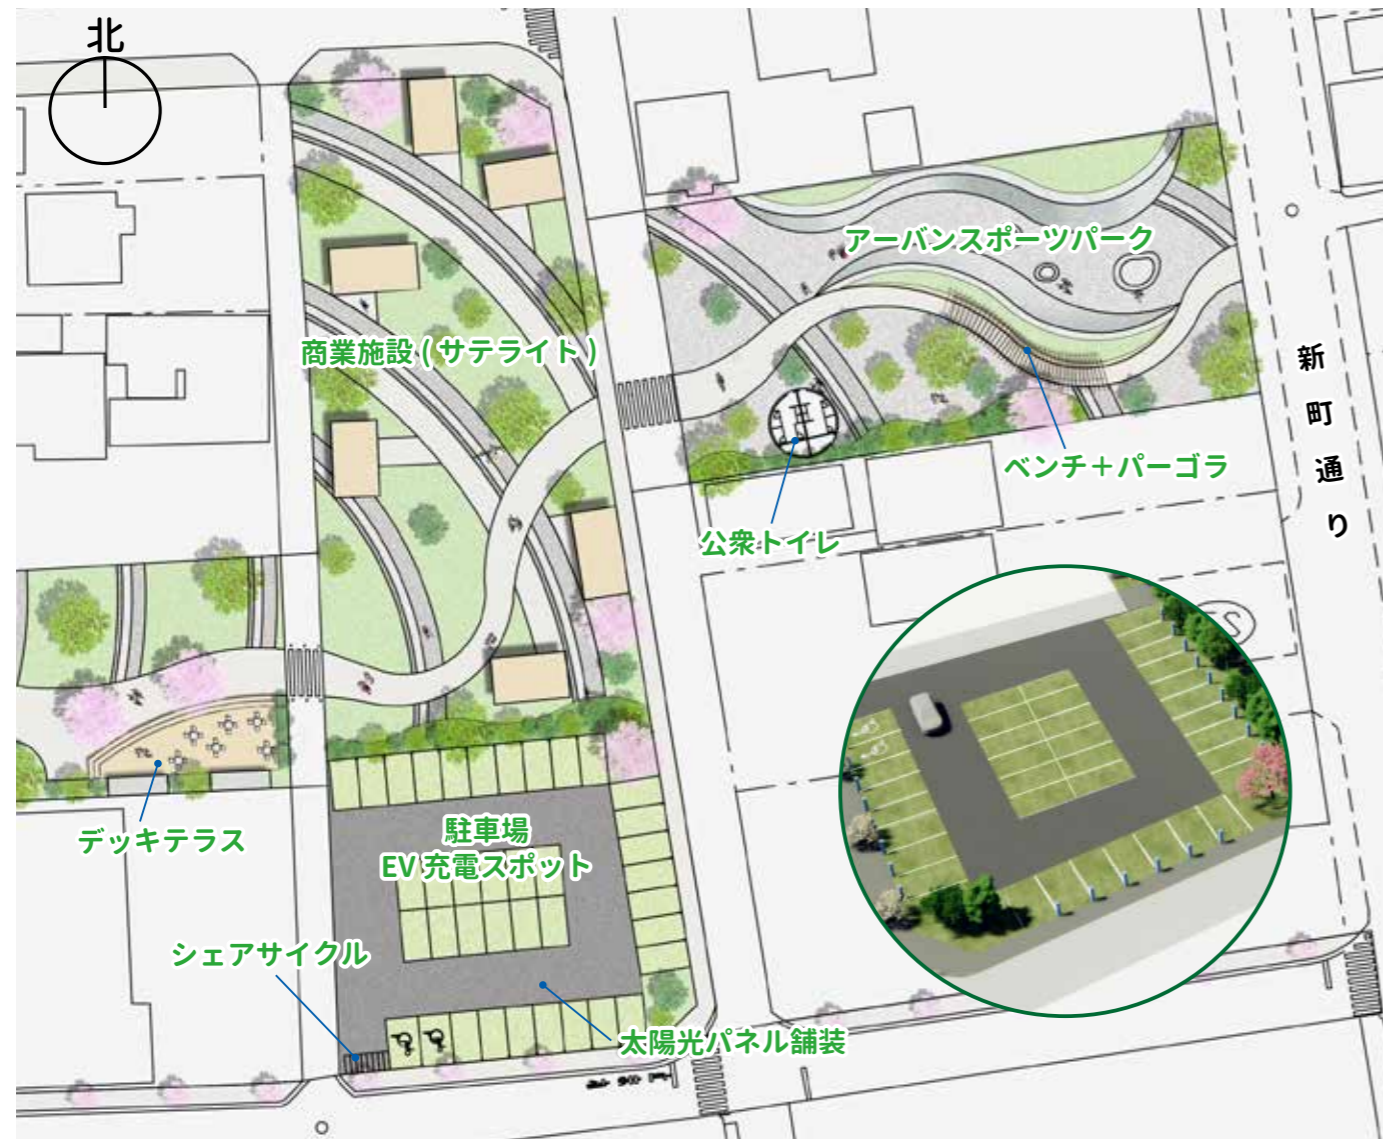 北
アーバンスポーツパーク
商業施設 ( サテライト )
新町通り
ベンチ＋パーゴラ
公衆トイレ
S
デッキテラス
駐車場
EV 充電スポット
シェアサイクル
太陽光パネル舗装